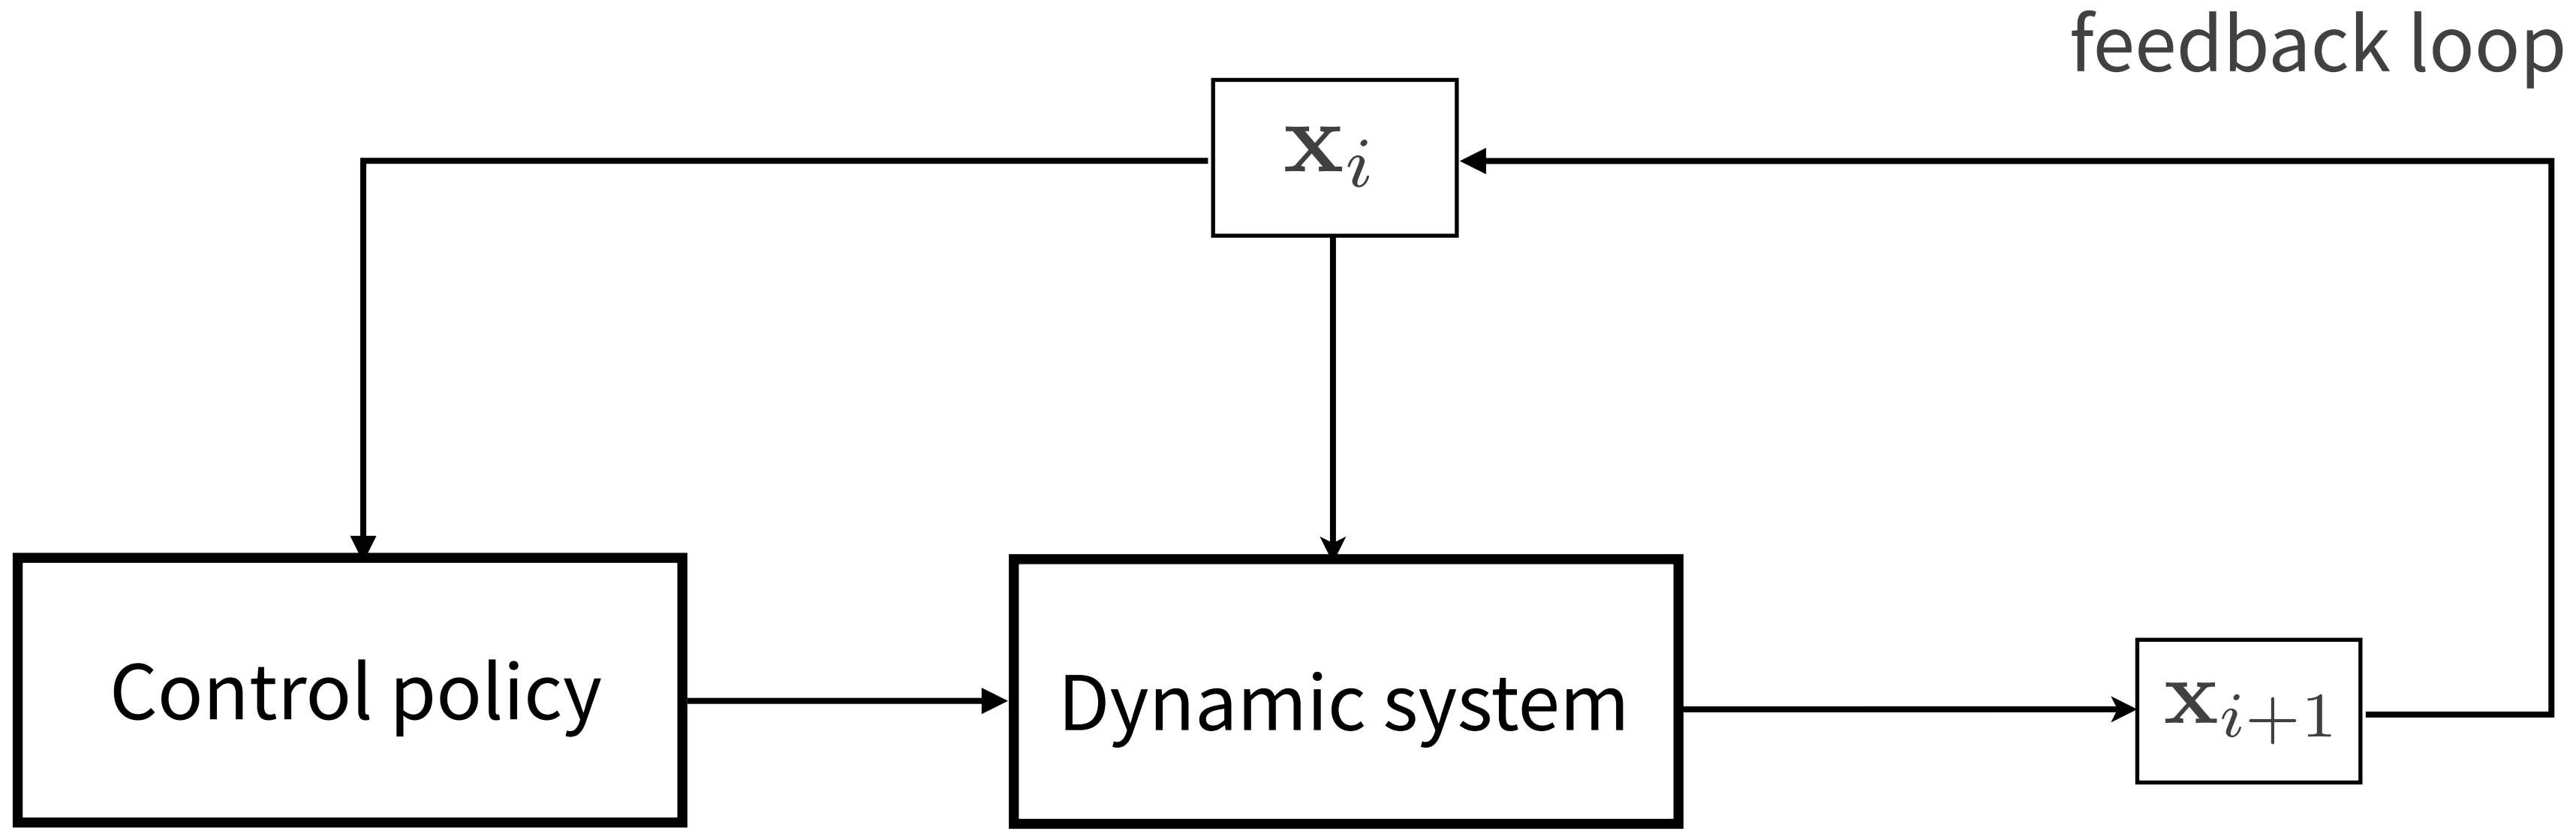 feedback loop
𝐱ᵢ
Control policy
Dynamic system
𝐱ᵢ₊₁